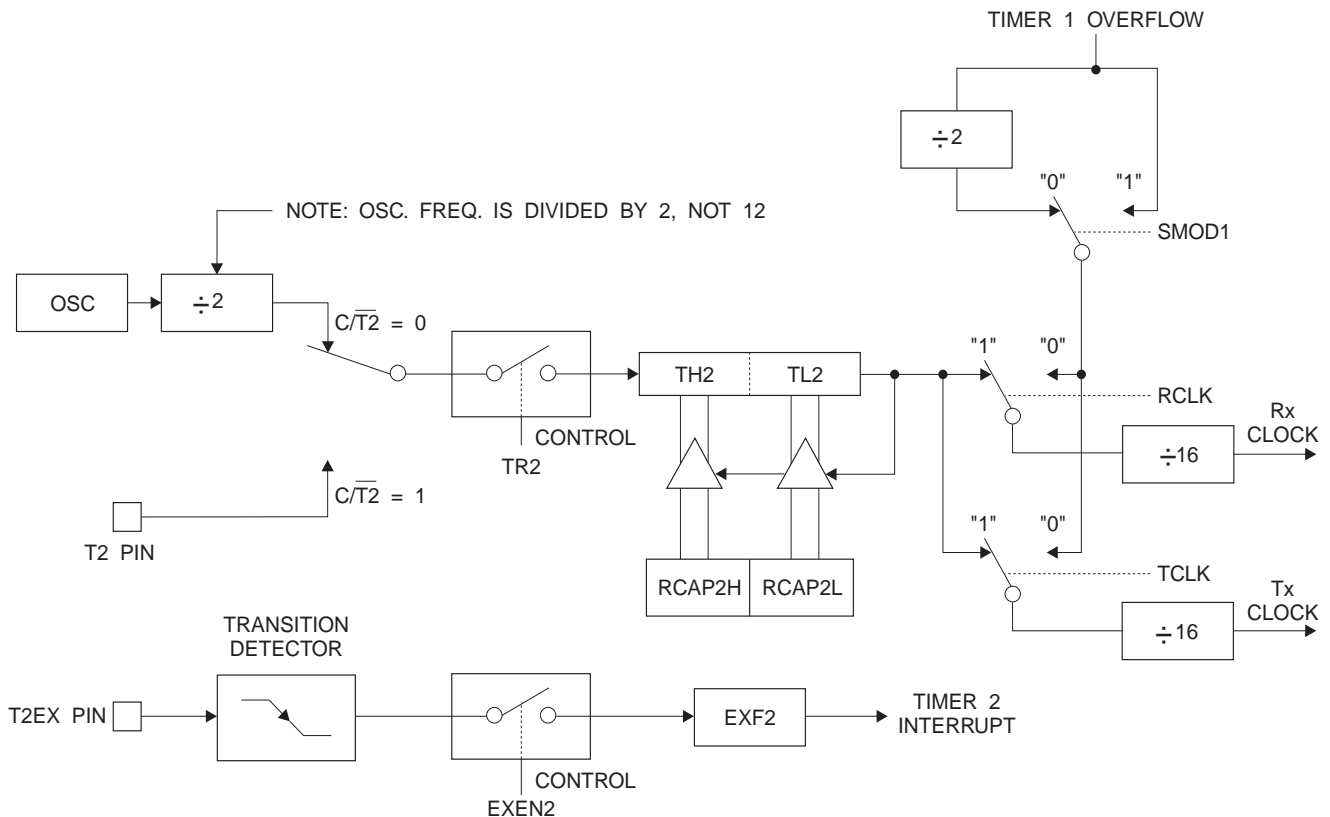 TIMER 1 OVERFLOW
÷2
"0" "1"
NOTE: OSC. FREQ. IS DIVIDED BY 2, NOT 12
SMOD1
OSC
÷2
C/T̅2̅ = 0
"1" "0"
TH2 TL2
RCLK
Rx
CLOCK
CONTROL
TR2
÷16
C/T̅2̅ = 1
"1" "0"
T2 PIN
TCLK
RCAP2H RCAP2L
Tx
CLOCK
÷16
TRANSITION
DETECTOR
T2EX PIN
EXF2
TIMER 2
INTERRUPT
CONTROL
EXEN2